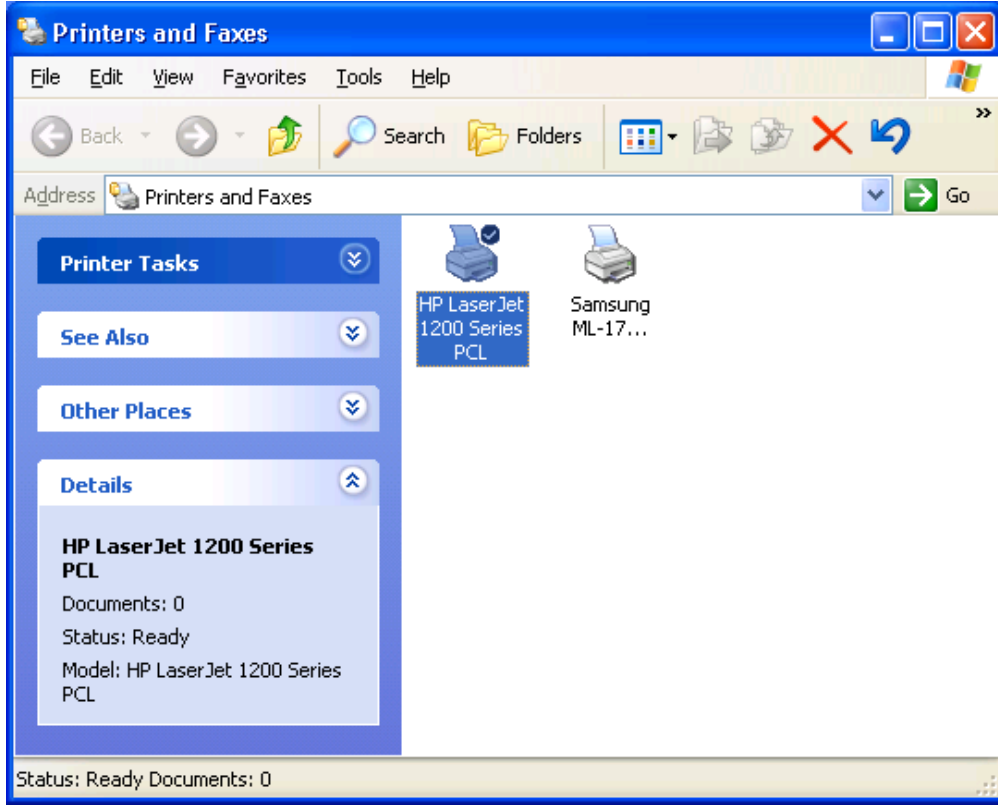 Printers and Faxes
File Edit View Favorites Tools Help
Back Search Folders »
Address Printers and Faxes Go
Printer Tasks
See Also
Other Places
Details
HP LaserJet 1200 Series
PCL
Documents: 0
Status: Ready
Model: HP LaserJet 1200 Series
PCL
HP LaserJet
1200 Series
PCL
Samsung
ML-17...
Status: Ready Documents: 0